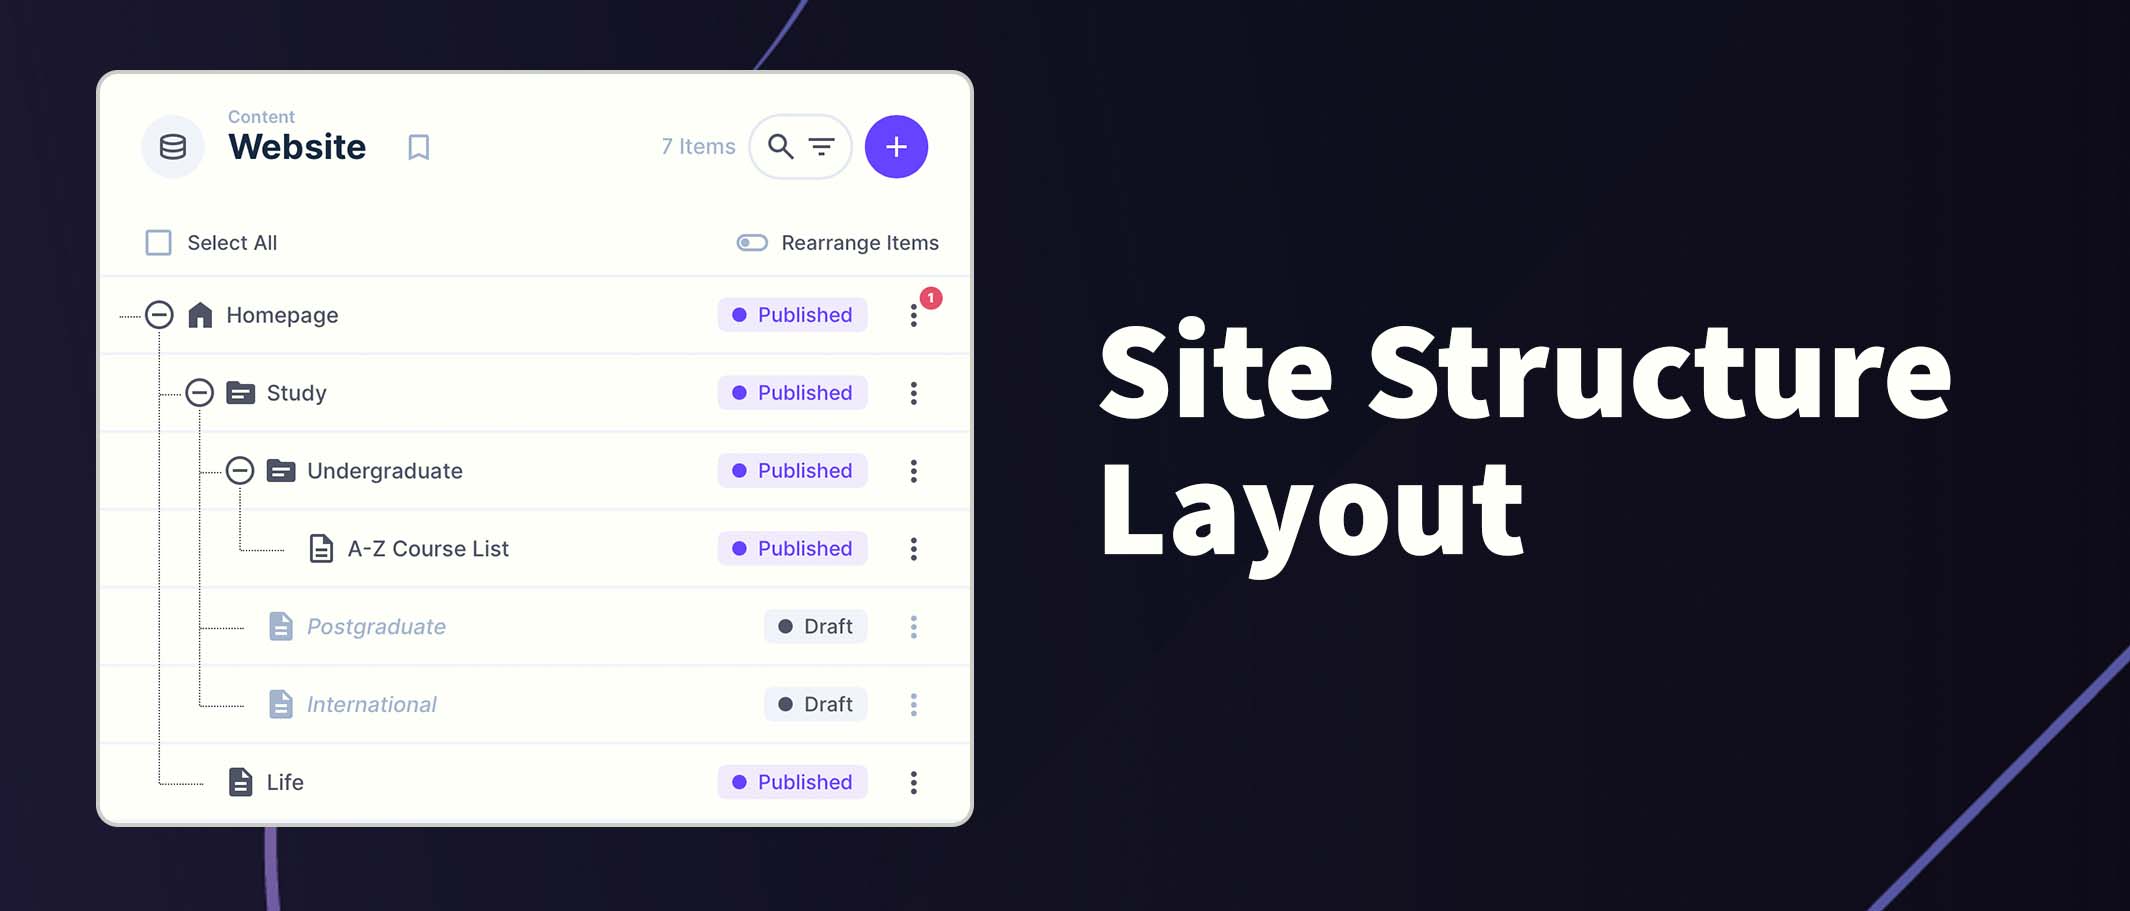 Content
Website
7 Items
Select All
Rearrange Items
Homepage
Published
1
Study
Published
Undergraduate
Published
A-Z Course List
Published
Postgraduate
Draft
International
Draft
Life
Published
Site Structure
Layout